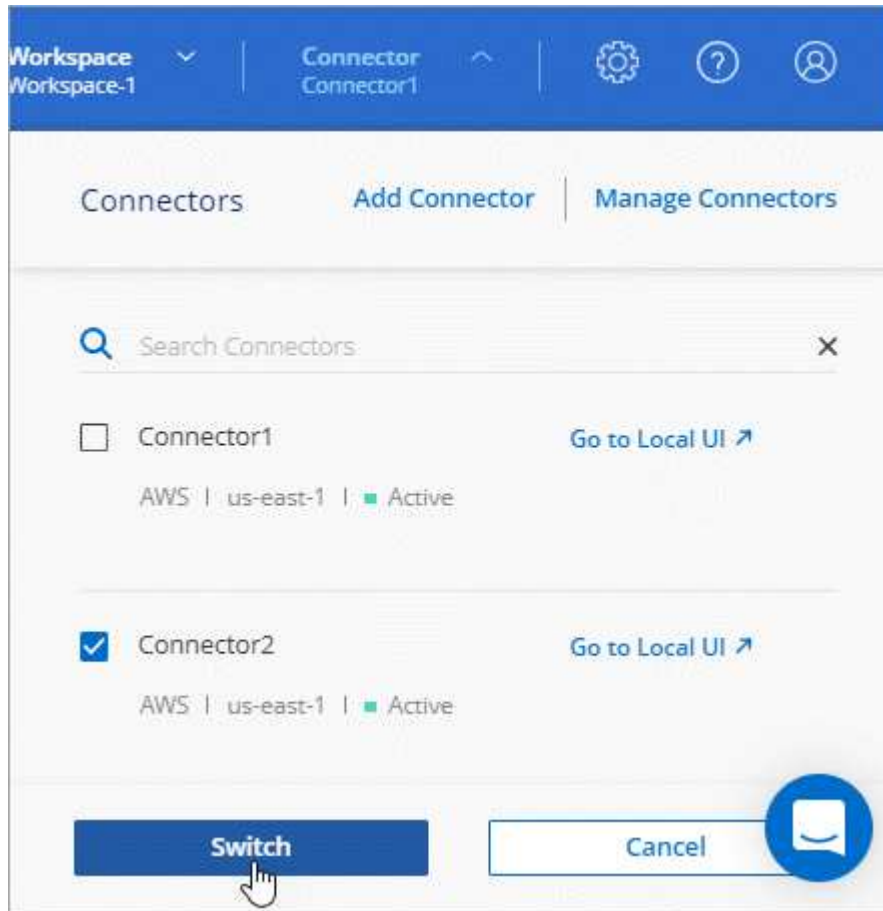 Workspace
Workspace-1
Connector
Connector1
Connectors
Add Connector
Manage Connectors
Search Connectors
Connector1
Go to Local UI
AWS | us-east-1 | Active
Connector2
Go to Local UI
AWS | us-east-1 | Active
Switch
Cancel